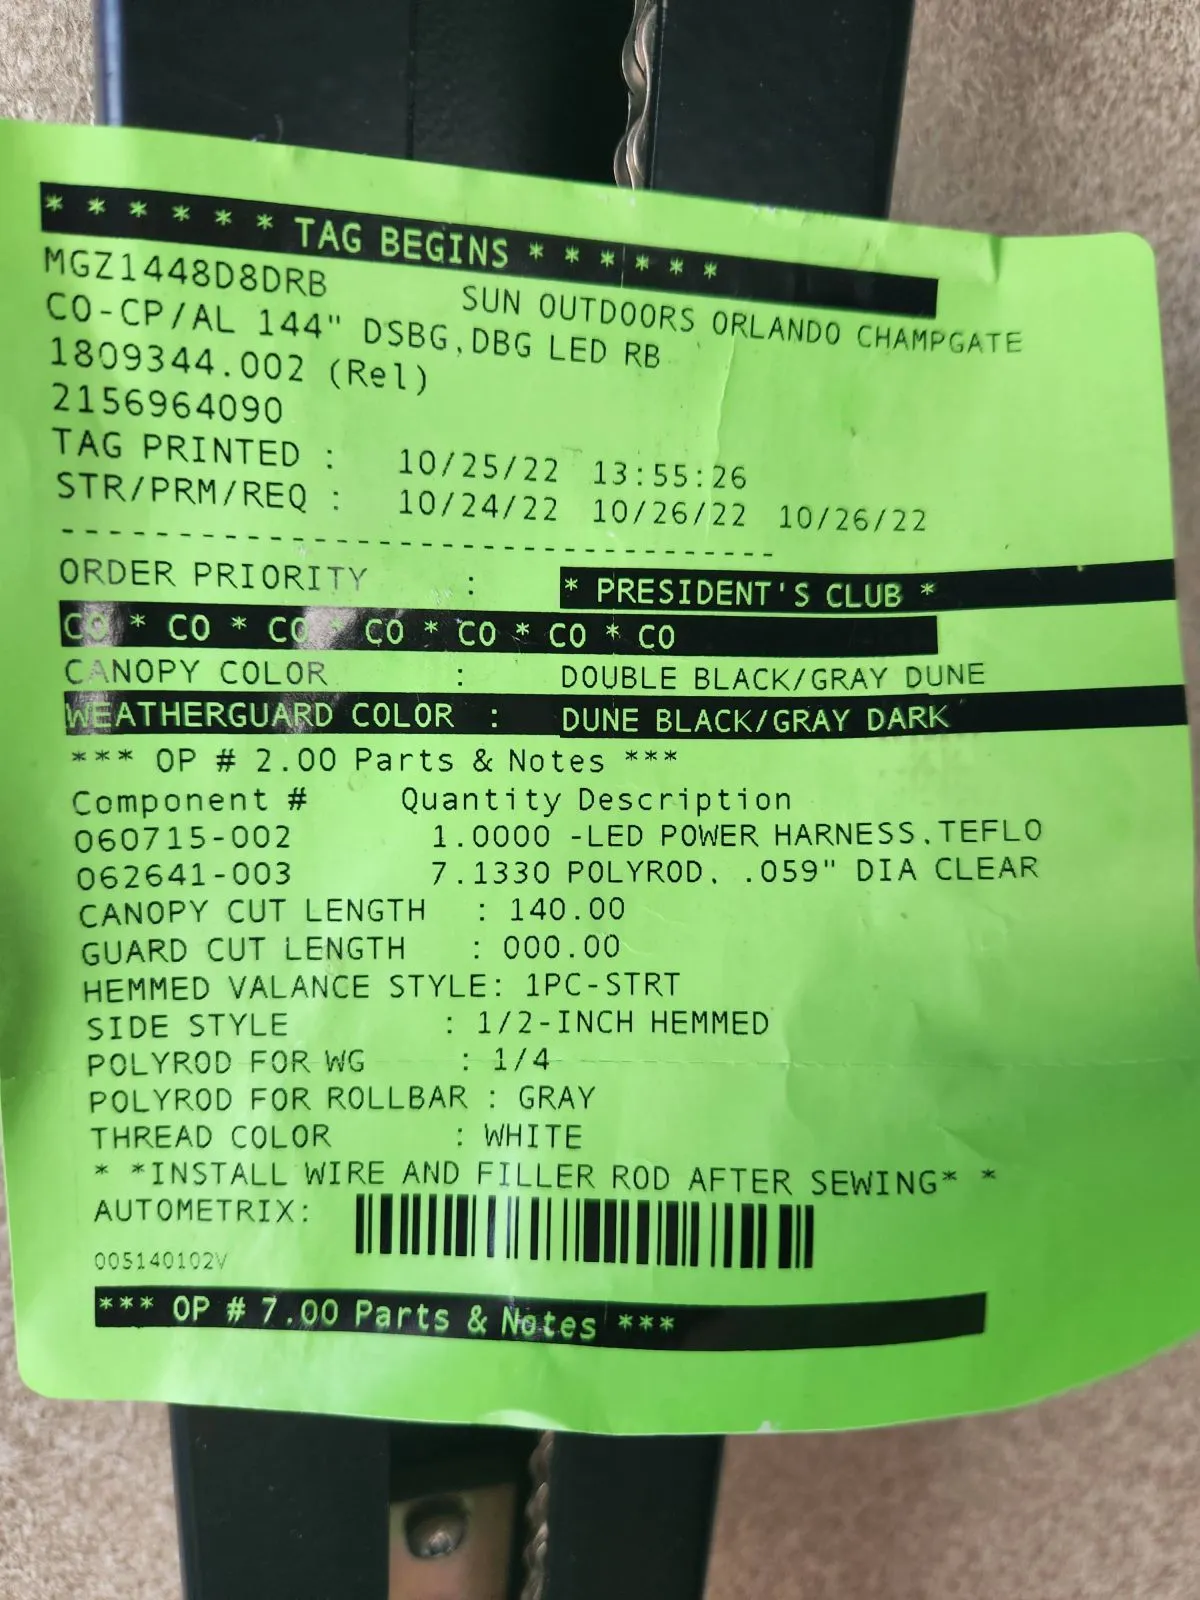 * * * * * * TAG BEGINS * * * * * *
MGZ1448D8DRB SUN OUTDOORS ORLANDO CHAMPGATE
CO-CP/AL 144" DSBG,DBG LED RB
1809344.002 (Rel)
2156964090
TAG PRINTED : 10/25/22 13:55:26
STR/PRM/REQ : 10/24/22 10/26/22 10/26/22
----------------------------------
ORDER PRIORITY : * PRESIDENT'S CLUB *
CO * CO * CO * CO * CO * CO * CO
CANOPY COLOR : DOUBLE BLACK/GRAY DUNE
WEATHERGUARD COLOR : DUNE BLACK/GRAY DARK
*** OP # 2.00 Parts & Notes ***
Component # Quantity Description
060715-002 1.0000 -LED POWER HARNESS.TEFLO
062641-003 7.1330 POLYROD. .059" DIA CLEAR
CANOPY CUT LENGTH : 140.00
GUARD CUT LENGTH : 000.00
HEMMED VALANCE STYLE: 1PC-STRT
SIDE STYLE : 1/2-INCH HEMMED
POLYROD FOR WG : 1/4
POLYROD FOR ROLLBAR : GRAY
THREAD COLOR : WHITE
* *INSTALL WIRE AND FILLER ROD AFTER SEWING* *
AUTOMETRIX:
005140102V
*** OP # 7.00 Parts & Notes ***